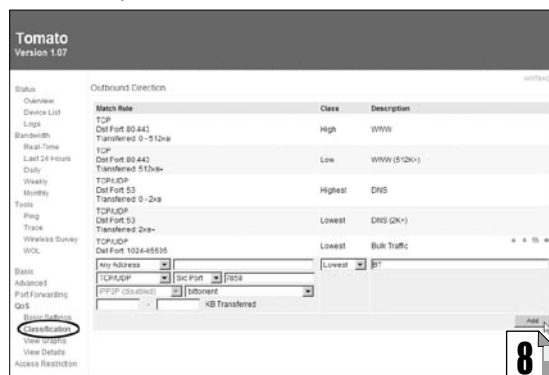 Tomato
Version 1.07
Status
Overview
Device List
Logs
Bandwidth
Real-Time
Last 24 Hours
Daily
Weekly
Monthly
Tools
Ping
Trace
Wireless Survey
WOL
Basic
Advanced
Port Forwarding
QoS
Basic Settings
Classification
View Graphs
View Details
Access Restriction
Outbound Direction
Match Rule Class Description
TCP
Dst Port: 80,443
Transferred: 0 - 512KB
High WWW
TCP
Dst Port: 80,443
Transferred: 512KB+
Low WWW (512K+)
TCP/UDP
Dst Port: 53
Transferred: 0 - 2KB
Highest DNS
TCP/UDP
Dst Port: 53
Transferred: 2KB+
Lowest DNS (2K+)
TCP/UDP
Dst Port: 1024-65535
Lowest Bulk Traffic
Any Address Lowest BT
TCP/UDP Src Port 7858
IPP2P (disabled) bittorrent
- KB Transferred
Add
8